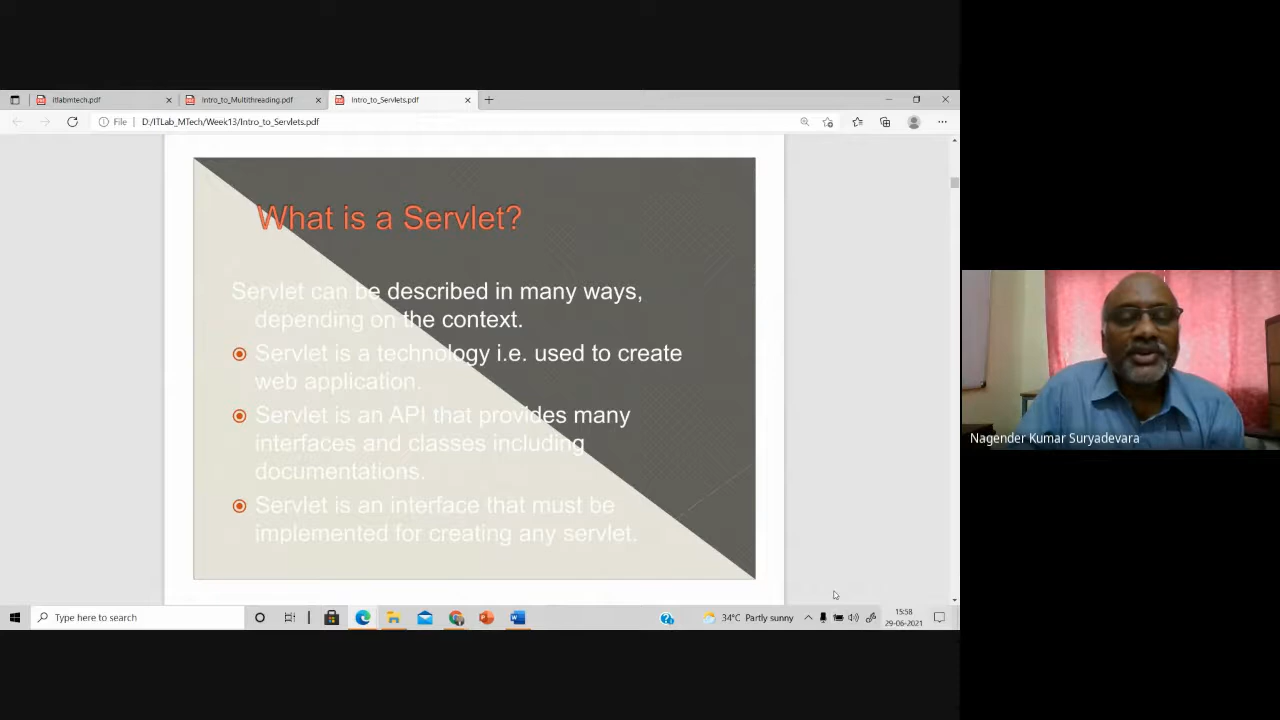 itlabmtech.pdf
Intro_to_Multithreading.pdf
Intro_to_Servlets.pdf
File
D:/ITLab_MTech/Week13/Intro_to_Servlets.pdf
What is a Servlet?
Servlet can be described in many ways,
depending on the context.
Servlet is a technology i.e. used to create
web application.
Servlet is an API that provides many
interfaces and classes including
documentations.
Servlet is an interface that must be
implemented for creating any servlet.
Nagender Kumar Suryadevara
Type here to search
34°C Partly sunny
15:58
29-06-2021